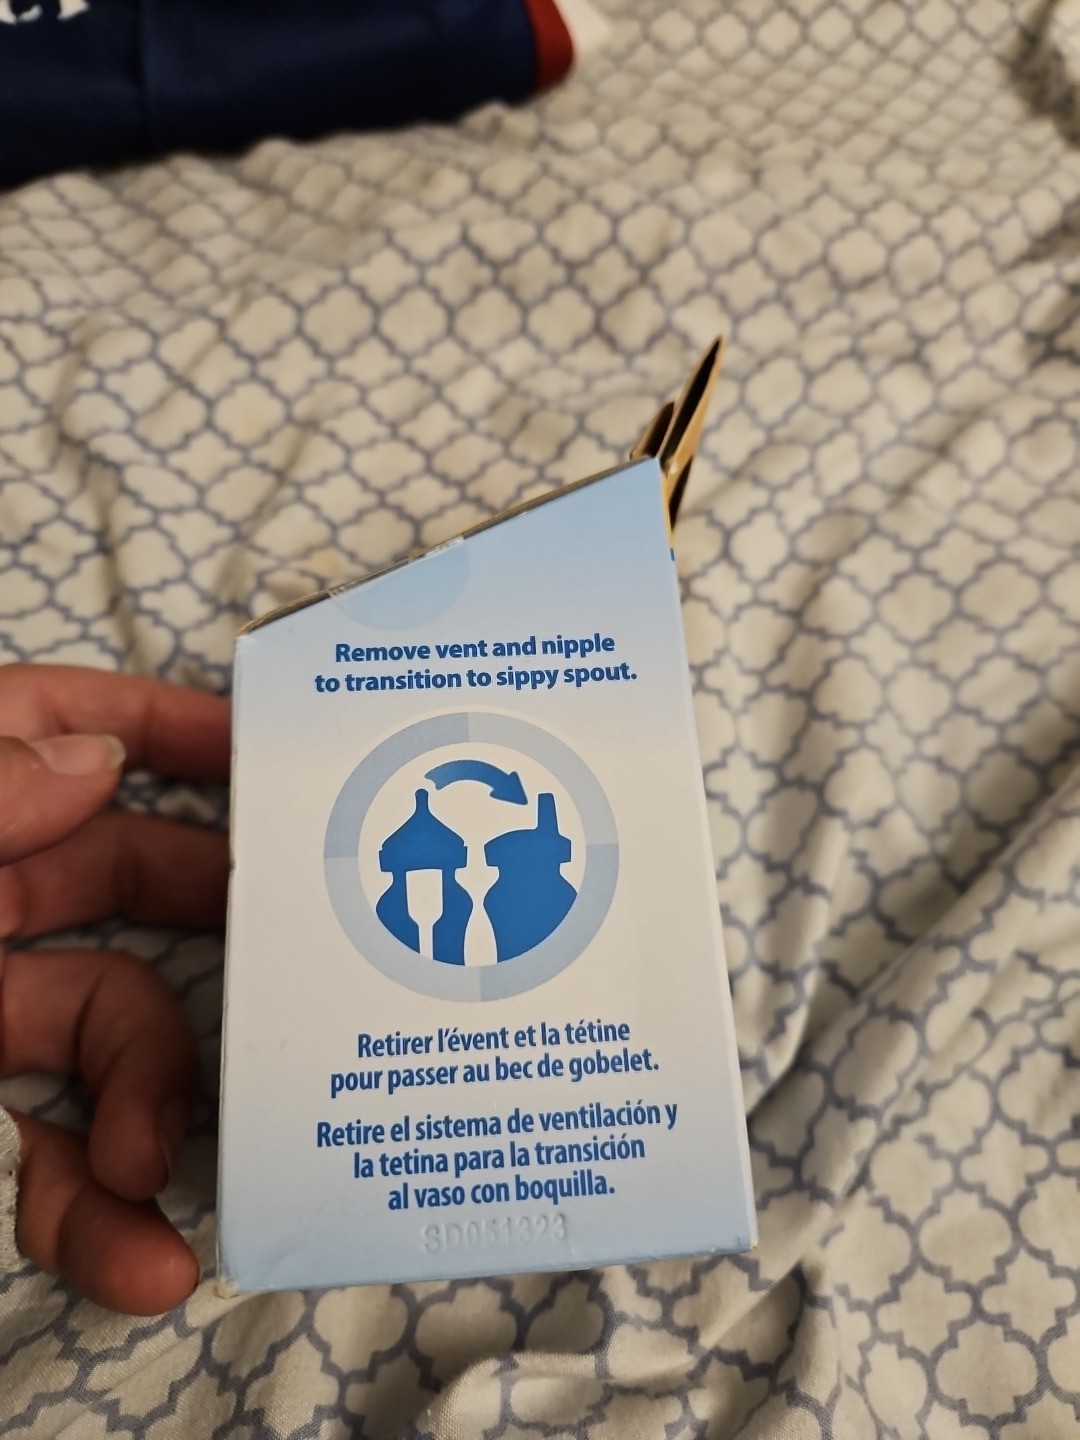 Remove vent and nipple
to transition to sippy spout.
Retirer l'évent et la tétine
pour passer au bec de gobelet.
Retire el sistema de ventilación y
la tetina para la transición
al vaso con boquilla.
SD051323